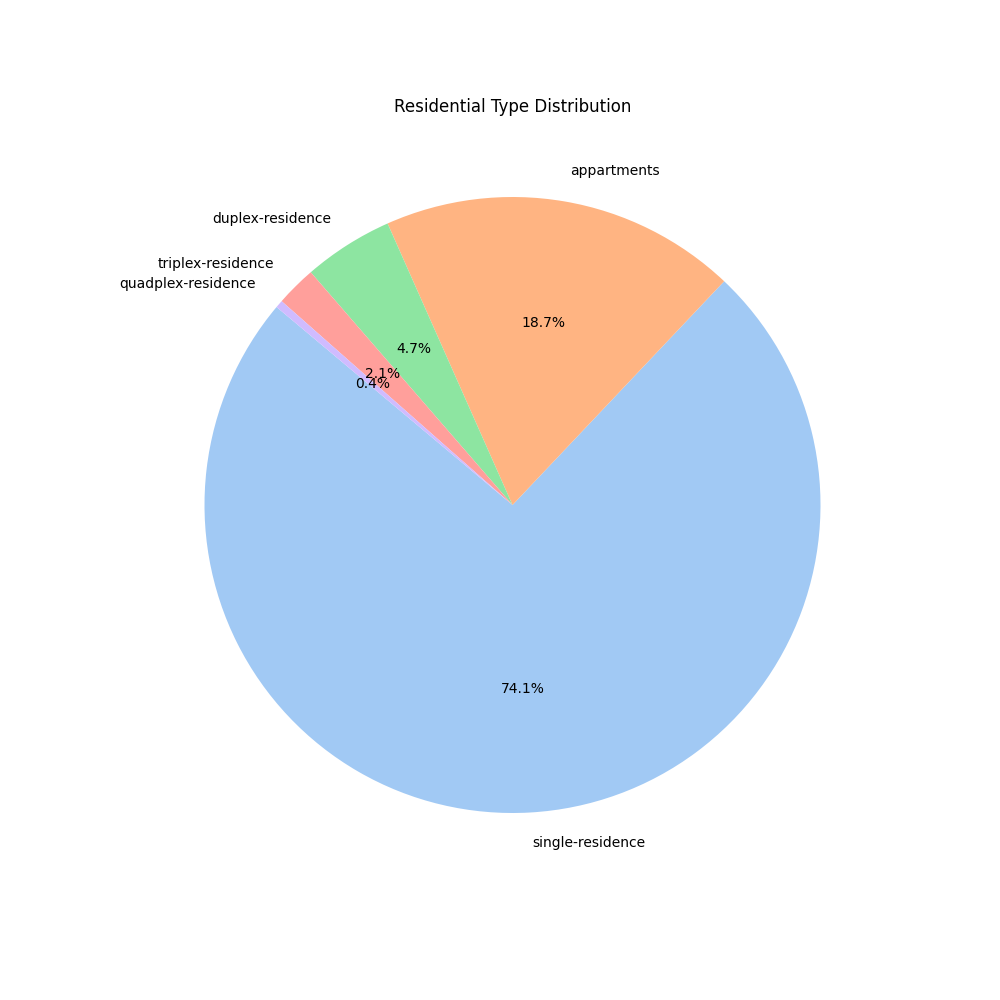 Residential Type Distribution
appartments
duplex-residence
triplex-residence
quadplex-residence
18.7%
4.7%
2.1%
0.4%
74.1%
single-residence